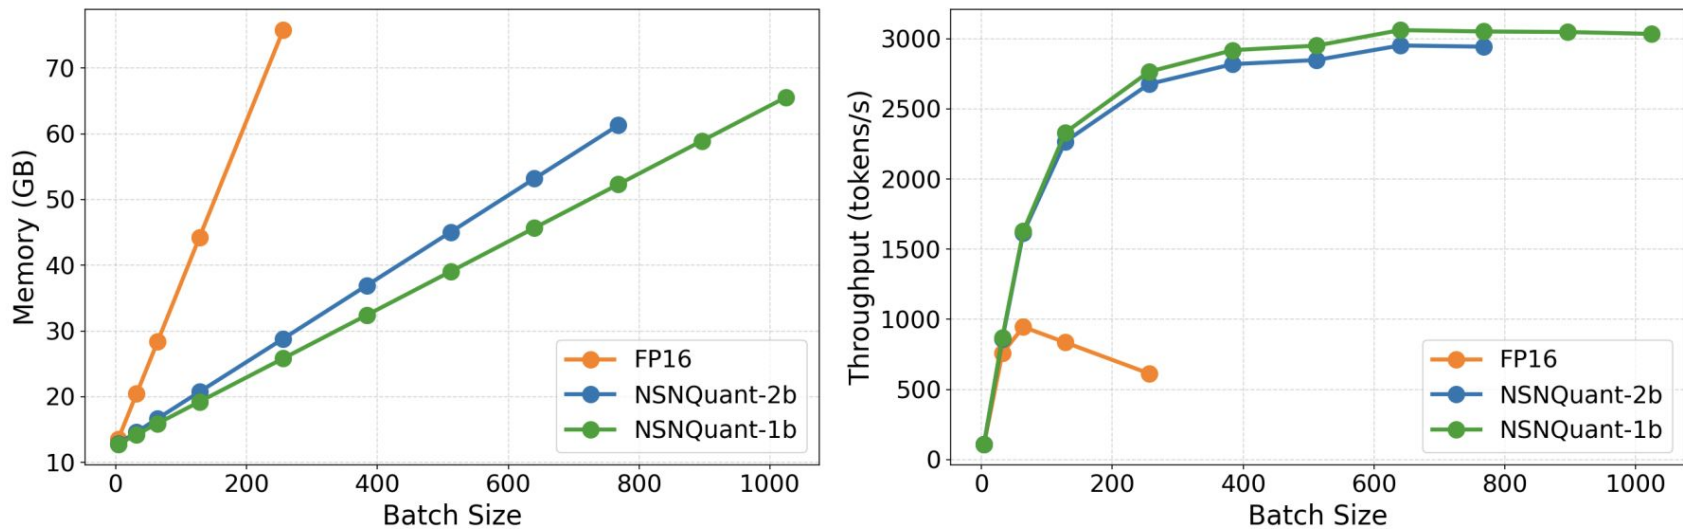 Memory (GB)
70
60
50
40
30
20
10
0
200
400
600
800
1000
Batch Size
FP16
NSNQuant-2b
NSNQuant-1b
Throughput (tokens/s)
3000
2500
2000
1500
1000
500
0
0
200
400
600
800
1000
Batch Size
FP16
NSNQuant-2b
NSNQuant-1b